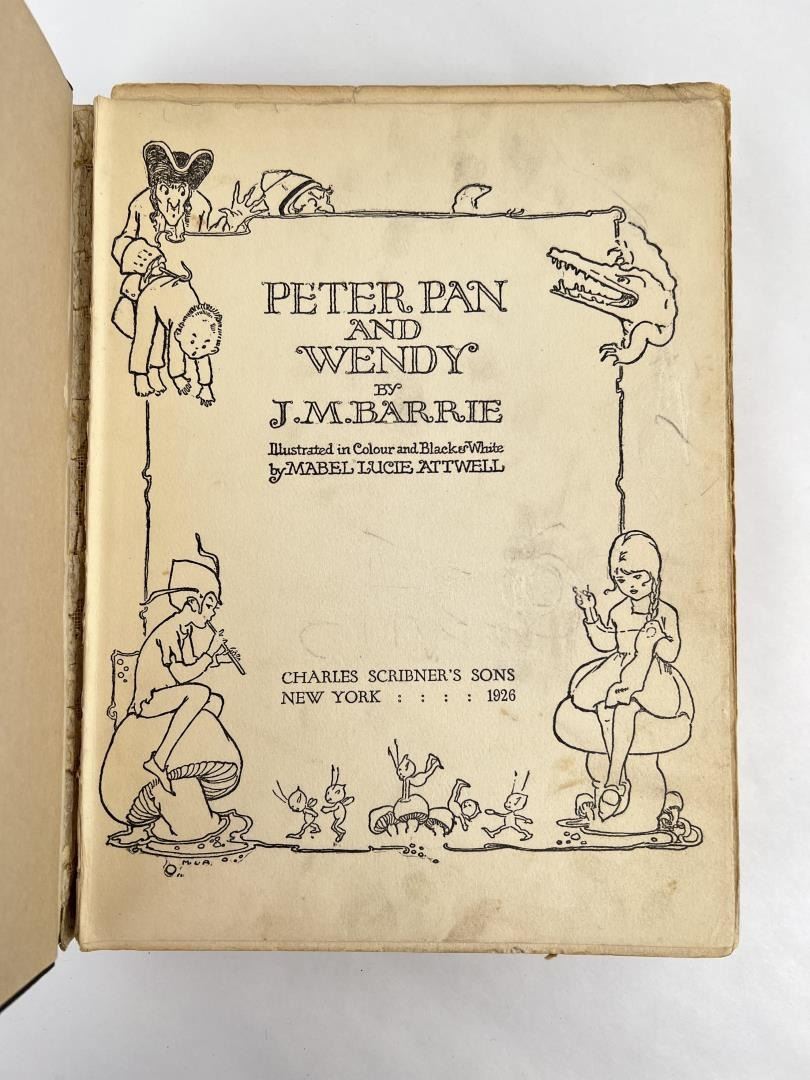 PETER PAN
AND
WENDY
BY
J.M.BARRIE
Illustrated in Colour and Black & White
by MABEL LUCIE ATTWELL
CHARLES SCRIBNER'S SONS
NEW YORK : : : : 1926
M.L.A.